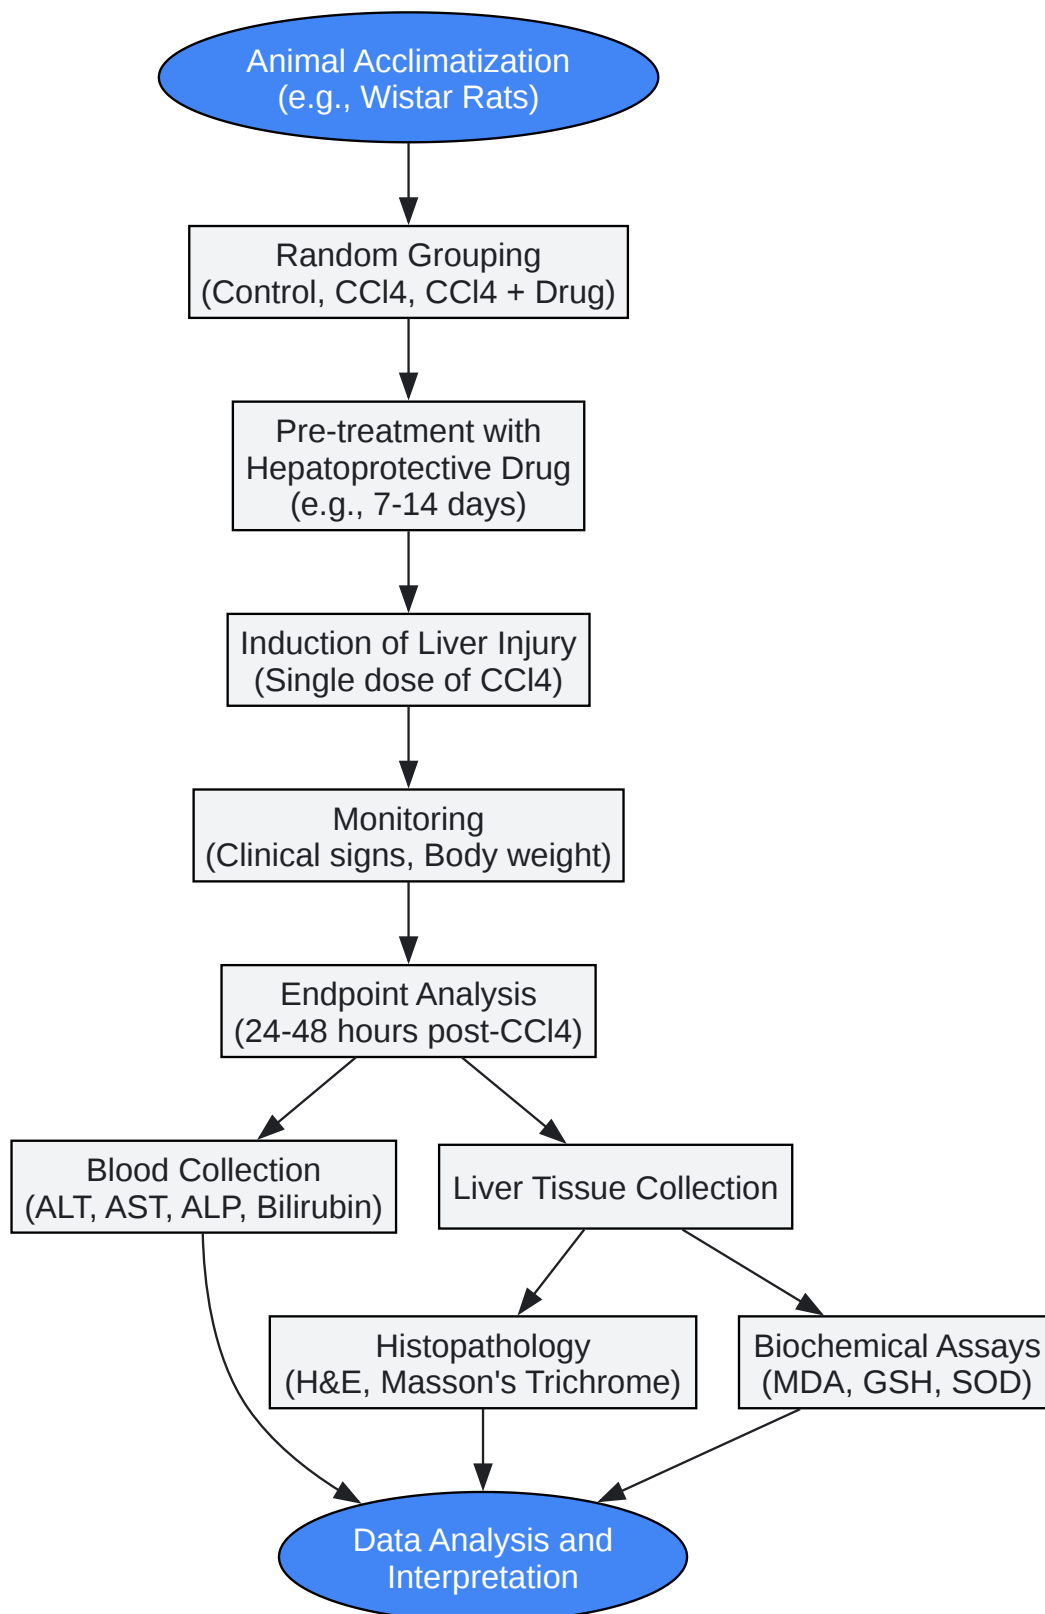 Animal Acclimatization
(e.g., Wistar Rats)
Random Grouping
(Control, CCl4, CCl4 + Drug)
Pre-treatment with
Hepatoprotective Drug
(e.g., 7-14 days)
Induction of Liver Injury
(Single dose of CCl4)
Monitoring
(Clinical signs, Body weight)
Endpoint Analysis
(24-48 hours post-CCl4)
Blood Collection
(ALT, AST, ALP, Bilirubin)
Liver Tissue Collection
Histopathology
(H&E, Masson's Trichrome)
Biochemical Assays
(MDA, GSH, SOD)
Data Analysis and
Interpretation